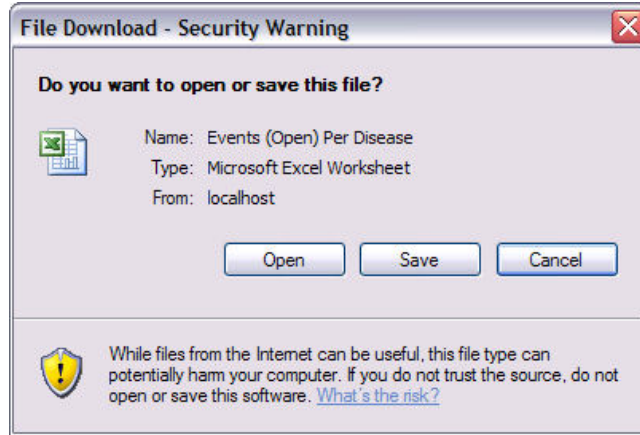 File Download - Security Warning
Do you want to open or save this file?
Name: Events (Open) Per Disease
Type: Microsoft Excel Worksheet
From: localhost
Open Save Cancel
While files from the Internet can be useful, this file type can
potentially harm your computer. If you do not trust the source, do not
open or save this software. What's the risk?